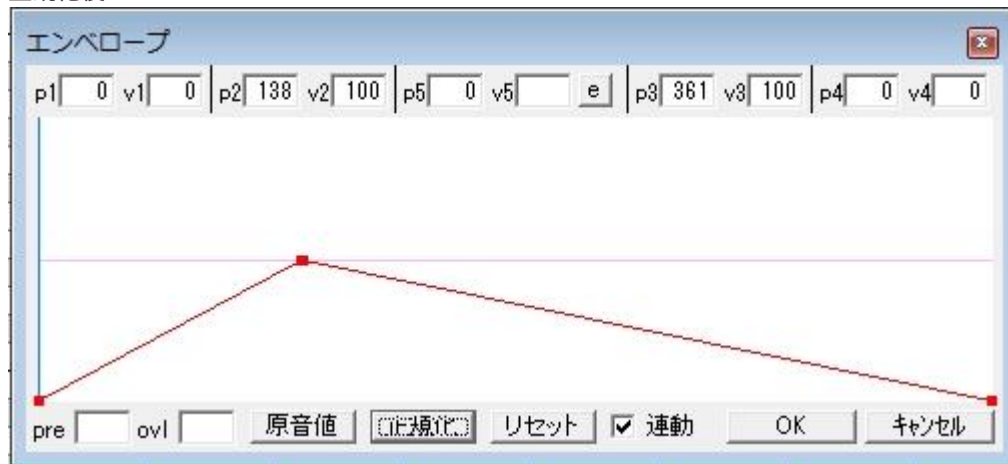 エンベロープ
p1 0 v1 0 p2 138 v2 100 p5 0 v5 e p3 361 v3 100 p4 0 v4 0
pre ovl 原音値 正規化 リセット 連動 OK キャンセル